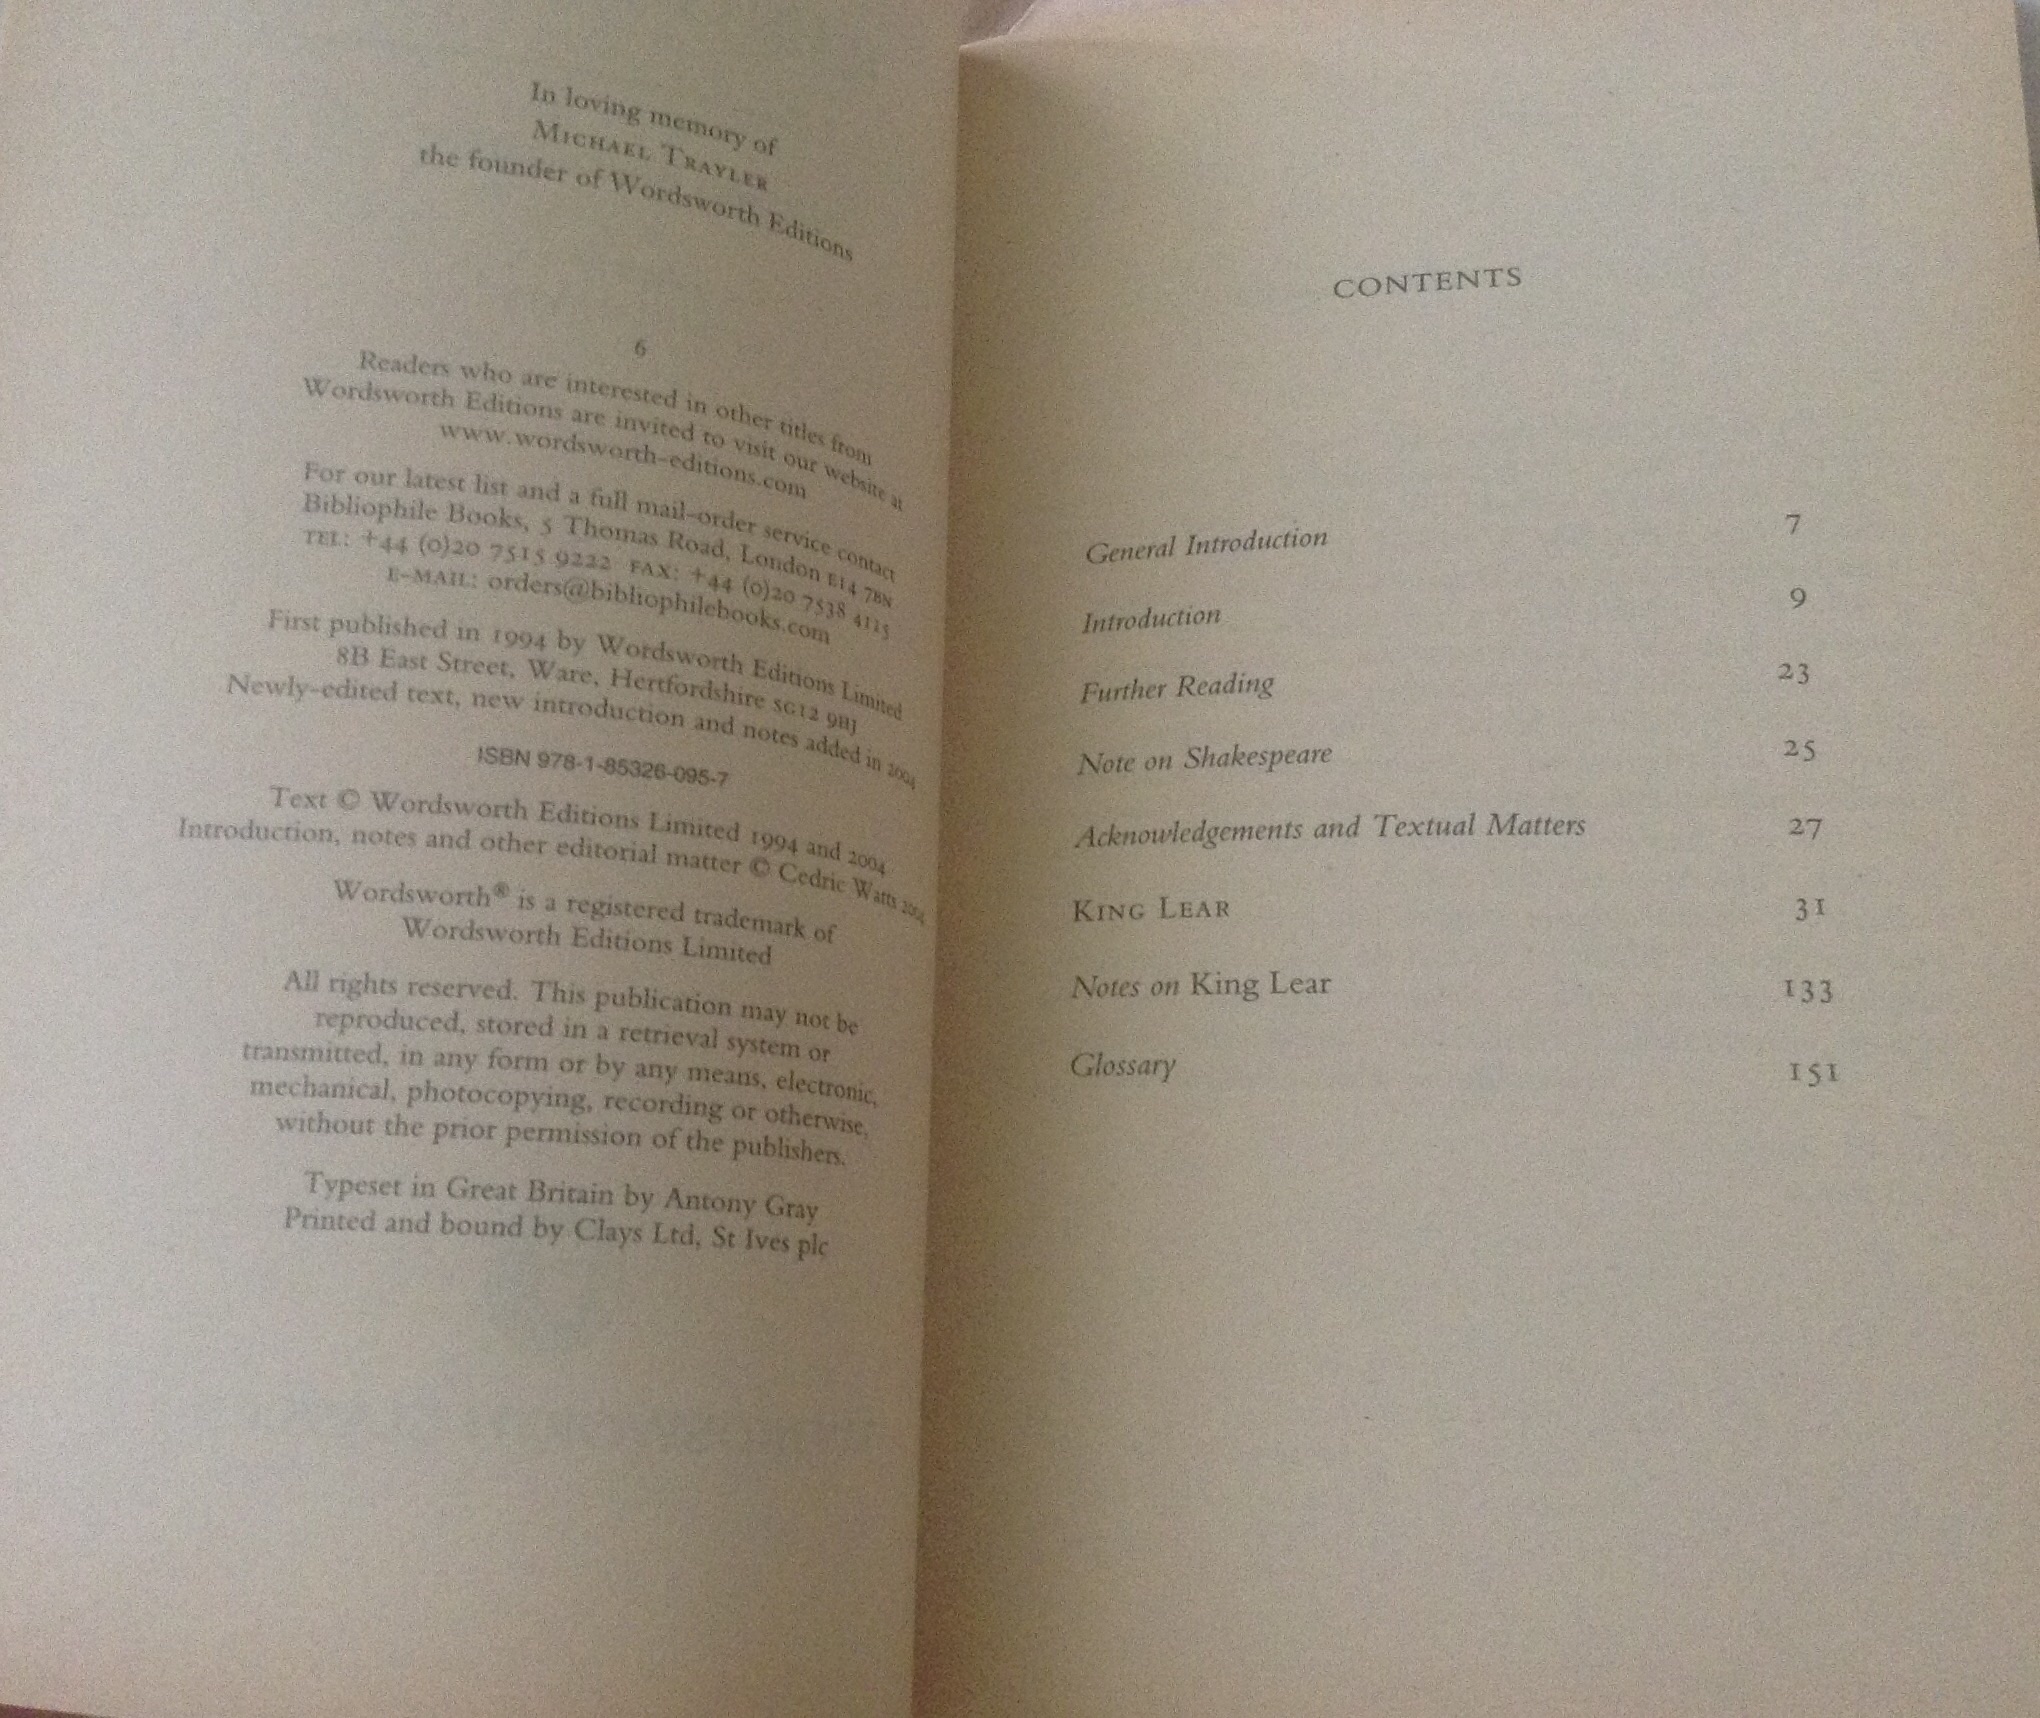 In loving memory of
MICHAEL TRAYLER
the founder of Wordsworth Editions
6
Readers who are interested in other titles from
Wordsworth Editions are invited to visit our website at
www.wordsworth-editions.com
For our latest list and a full mail-order service contact
Bibliophile Books, 5 Thomas Road, London E14 7BN
TEL: +44 (0)20 7515 9222 FAX: +44 (0)20 7538 4115
E-MAIL: orders@bibliophilebooks.com
First published in 1994 by Wordsworth Editions Limited
8B East Street, Ware, Hertfordshire SG12 9HJ
Newly-edited text, new introduction and notes added in 2004
ISBN 978-1-85326-095-7
Text © Wordsworth Editions Limited 1994 and 2004
Introduction, notes and other editorial matter © Cedric Watts 2004
Wordsworth® is a registered trademark of
Wordsworth Editions Limited
All rights reserved. This publication may not be
reproduced, stored in a retrieval system or
transmitted, in any form or by any means, electronic,
mechanical, photocopying, recording or otherwise,
without the prior permission of the publishers.
Typeset in Great Britain by Antony Gray
Printed and bound by Clays Ltd, St Ives plc
CONTENTS
General Introduction 7
Introduction 9
Further Reading 23
Note on Shakespeare 25
Acknowledgements and Textual Matters 27
KING LEAR 31
Notes on King Lear 133
Glossary 151